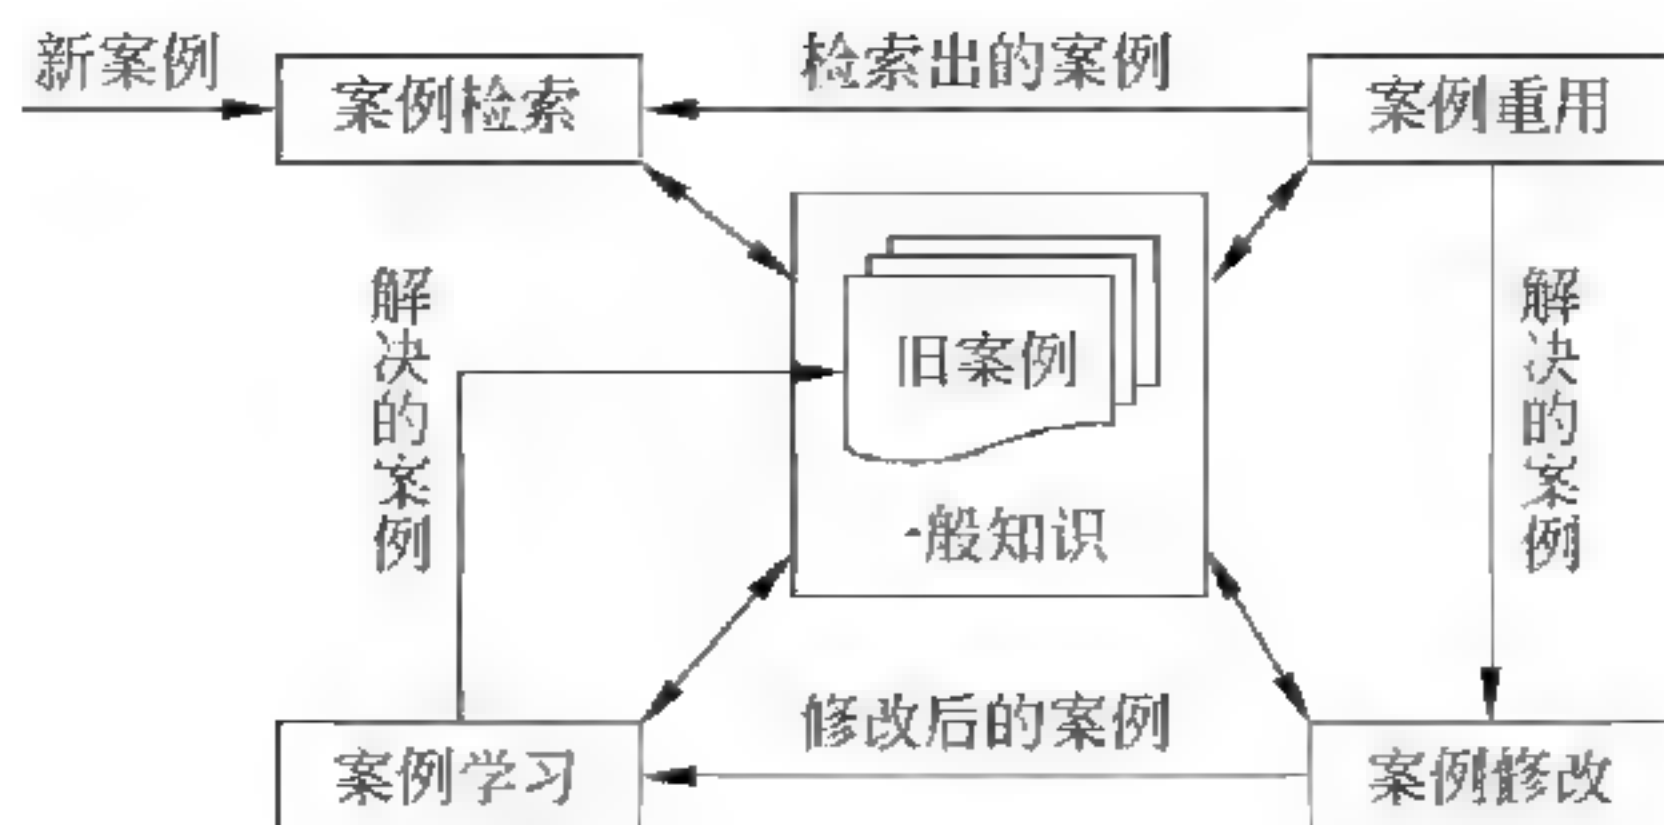 新案例
案例检索
检索出的案例
案例重用
解决的案例
旧案例
一般知识
解决的案例
案例学习
修改后的案例
案例修改